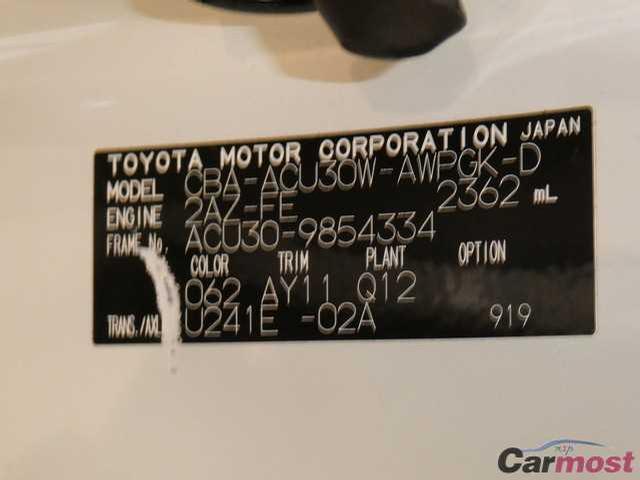 TOYOTA MOTOR CORPORATION JAPAN
MODEL CBA-ACU30W-AWPGK-D
ENGINE 2AZ-FE 2362 mL
FRAME No. ACU30-9854334
COLOR TRIM PLANT OPTION
062 AY11 Q12
TRANS./AXL U241E -02A 919
Carmost